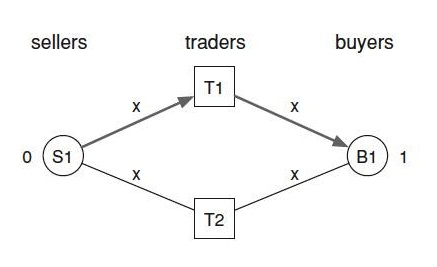 sellers traders buyers
T1
x x
0 S1 B1 1
x x
T2